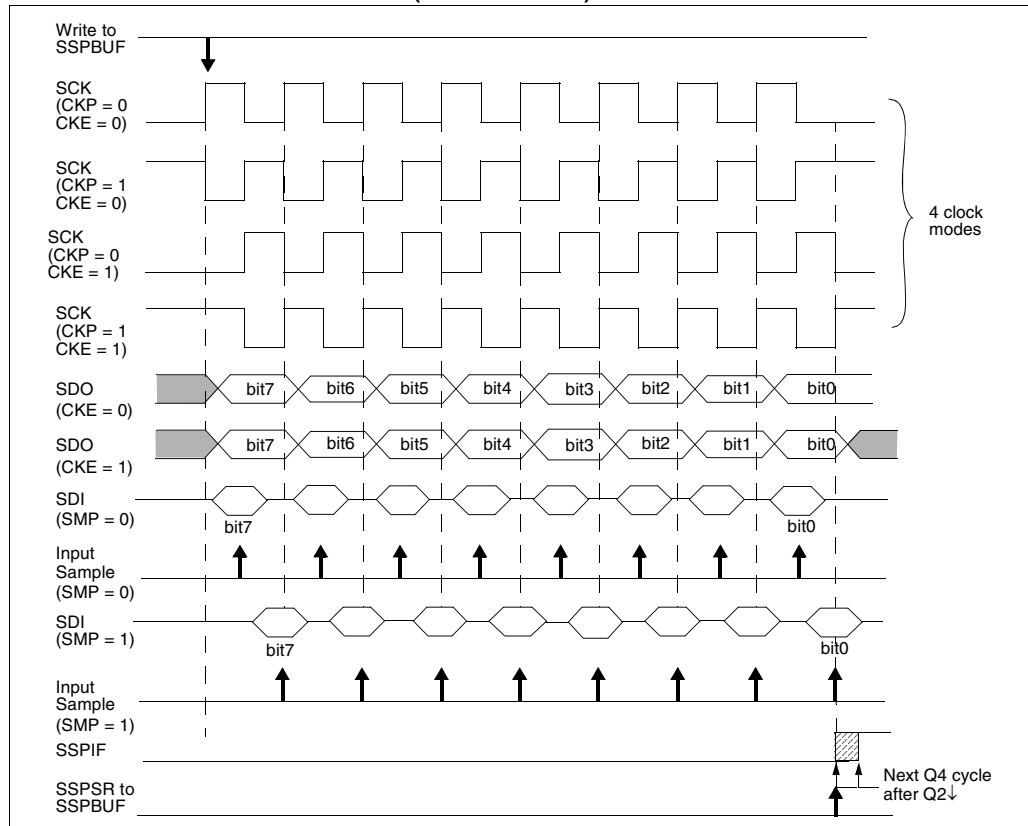 Write to
SSPBUF
SCK
(CKP = 0
CKE = 0)
SCK
(CKP = 1
CKE = 0)
4 clock
modes
SCK
(CKP = 0
CKE = 1)
SCK
(CKP = 1
CKE = 1)
SDO
(CKE = 0)
bit7 bit6 bit5 bit4 bit3 bit2 bit1 bit0
SDO
(CKE = 1)
bit7 bit6 bit5 bit4 bit3 bit2 bit1 bit0
SDI
(SMP = 0)
bit7 bit0
Input
Sample
(SMP = 0)
SDI
(SMP = 1)
bit7 bit0
Input
Sample
(SMP = 1)
SSPIF
Next Q4 cycle
after Q2↓
SSPSR to
SSPBUF